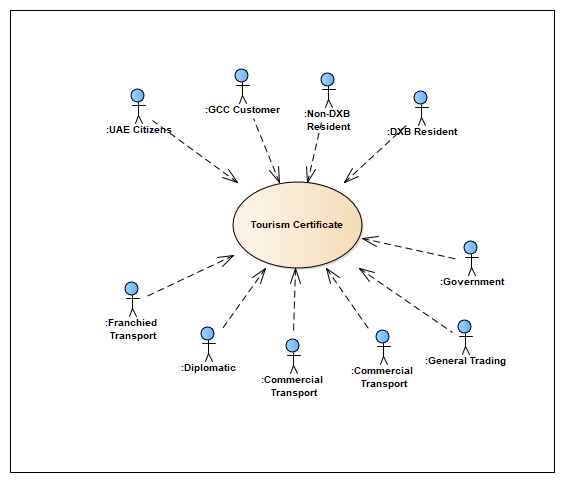 :GCC Customer
:Non-DXB
Resident
:UAE Citizens
:DXB Resident
Tourism Certificate
:Government
:Franchied
Transport
:Diplomatic
:Commercial
Transport
:Commercial
Transport
:General Trading